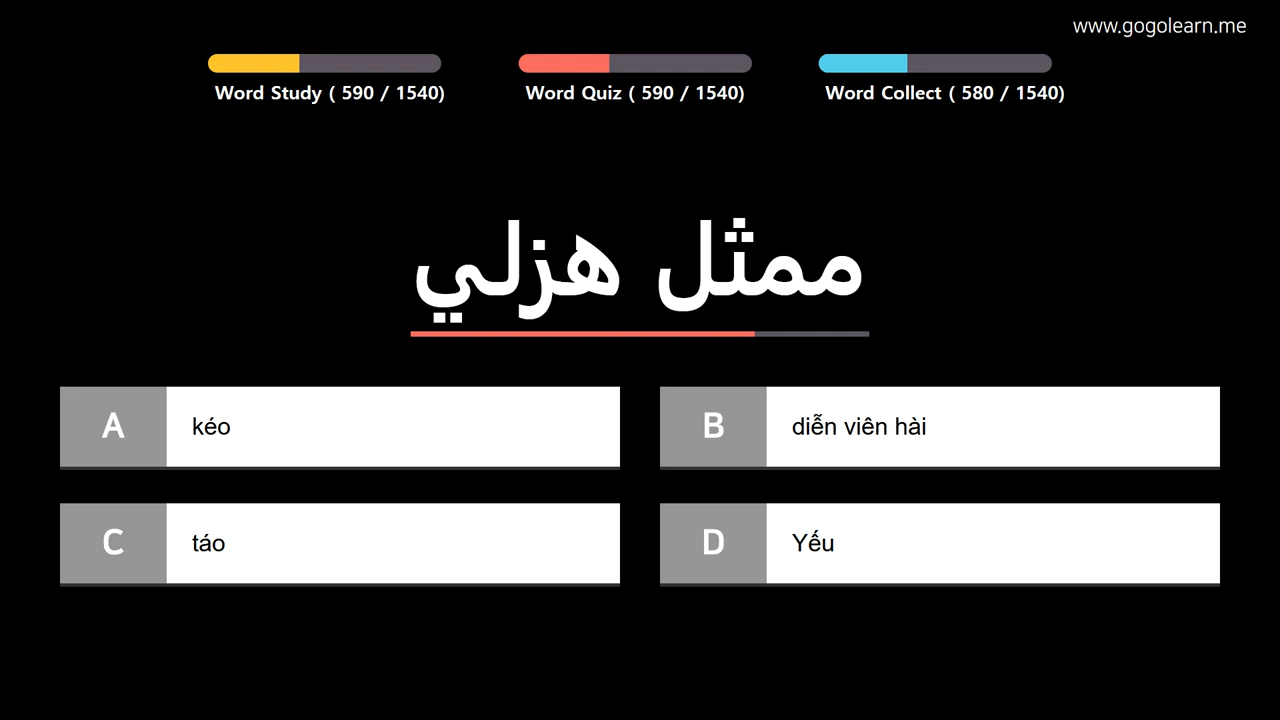 www.gogolearn.me
Word Study ( 590 / 1540)
Word Quiz ( 590 / 1540)
Word Collect ( 580 / 1540)
ممثل هزلي
A kéo
B diễn viên hài
C táo
D Yếu